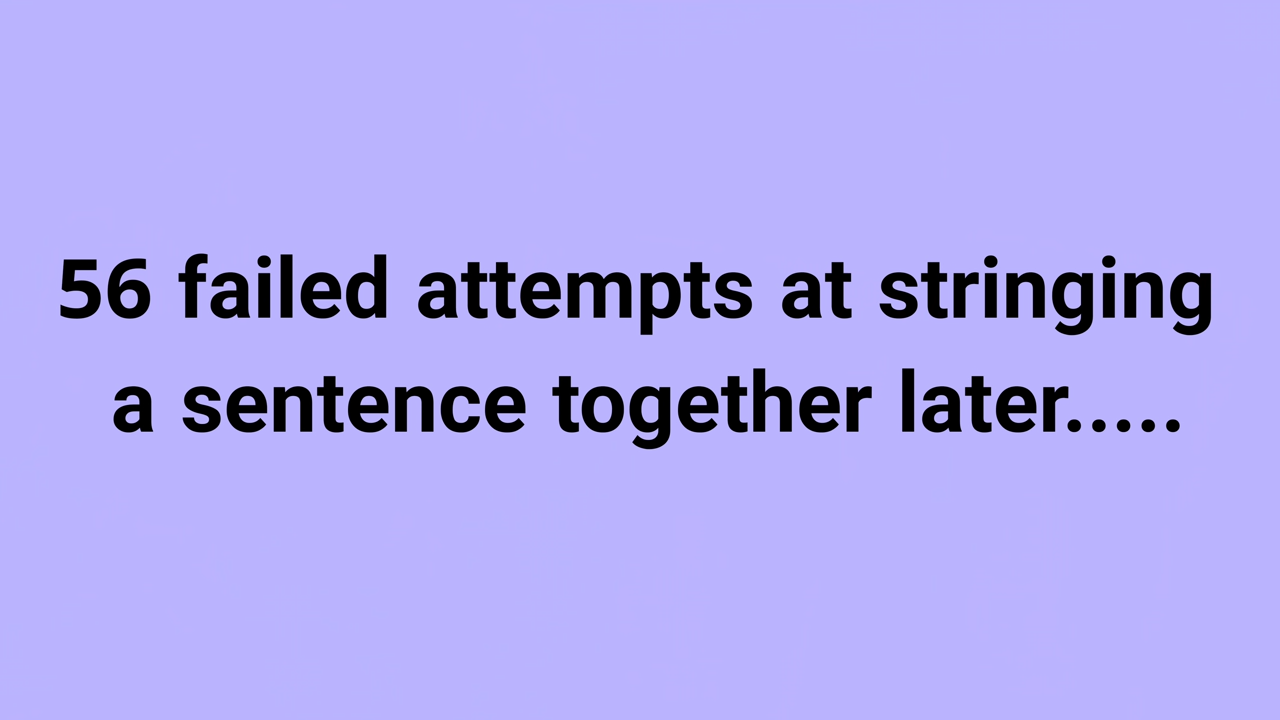 56 failed attempts at stringing
a sentence together later.....